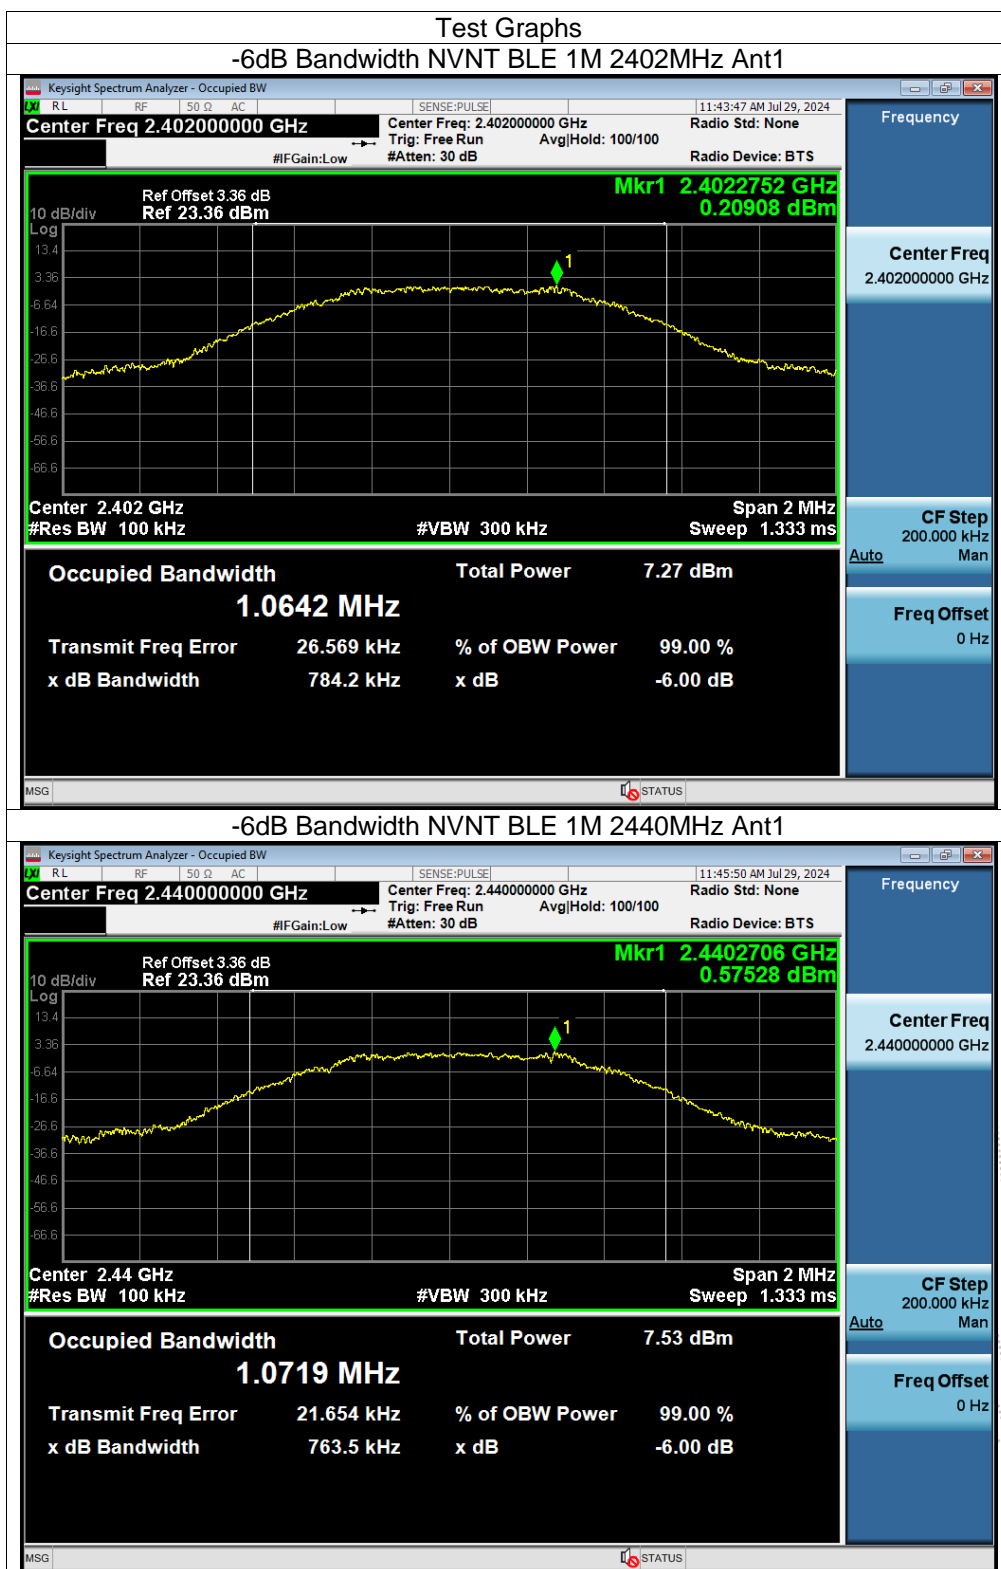 Test Graphs
-6dB Bandwidth NVNT BLE 1M 2402MHz Ant1
Keysight Spectrum Analyzer - Occupied BW
LXI RL RF 50 Ω AC SENSE:PULSE 11:43:47 AM Jul 29, 2024
Center Freq 2.402000000 GHz
Center Freq: 2.402000000 GHz
Radio Std: None
Trig: Free Run Avg|Hold: 100/100
#IFGain:Low #Atten: 30 dB Radio Device: BTS
Frequency
Mkr1 2.4022752 GHz
0.20908 dBm
Ref Offset 3.36 dB
10 dB/div Ref 23.36 dBm
Log
13.4
3.36
-6.64
-16.6
-26.6
-36.6
-46.6
-56.6
-66.6
1
Center 2.402 GHz Span 2 MHz
#Res BW 100 kHz #VBW 300 kHz Sweep 1.333 ms
Center Freq
2.402000000 GHz
CF Step
200.000 kHz
Auto Man
Freq Offset
0 Hz
Occupied Bandwidth Total Power 7.27 dBm
1.0642 MHz
Transmit Freq Error 26.569 kHz % of OBW Power 99.00 %
x dB Bandwidth 784.2 kHz x dB -6.00 dB
MSG STATUS
-6dB Bandwidth NVNT BLE 1M 2440MHz Ant1
Keysight Spectrum Analyzer - Occupied BW
LXI RL RF 50 Ω AC SENSE:PULSE 11:45:50 AM Jul 29, 2024
Center Freq 2.440000000 GHz
Center Freq: 2.440000000 GHz
Radio Std: None
Trig: Free Run Avg|Hold: 100/100
#IFGain:Low #Atten: 30 dB Radio Device: BTS
Frequency
Mkr1 2.4402706 GHz
0.57528 dBm
Ref Offset 3.36 dB
10 dB/div Ref 23.36 dBm
Log
13.4
3.36
-6.64
-16.6
-26.6
-36.6
-46.6
-56.6
-66.6
1
Center 2.44 GHz Span 2 MHz
#Res BW 100 kHz #VBW 300 kHz Sweep 1.333 ms
Center Freq
2.440000000 GHz
CF Step
200.000 kHz
Auto Man
Freq Offset
0 Hz
Occupied Bandwidth Total Power 7.53 dBm
1.0719 MHz
Transmit Freq Error 21.654 kHz % of OBW Power 99.00 %
x dB Bandwidth 763.5 kHz x dB -6.00 dB
MSG STATUS